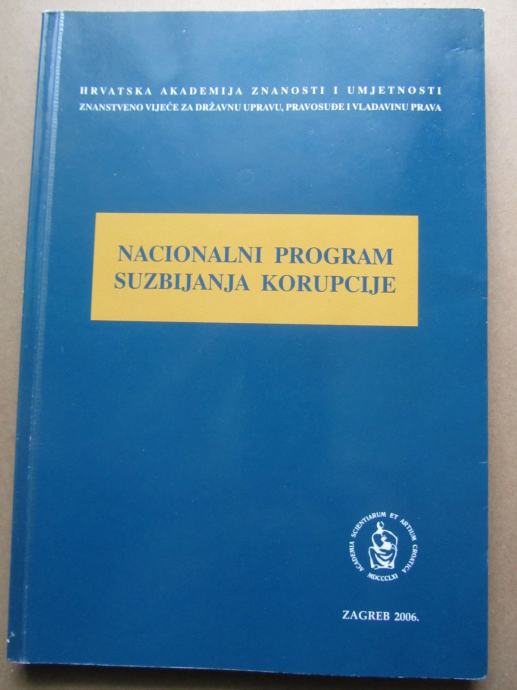 HRVATSKA AKADEMIJA ZNANOSTI I UMJETNOSTI
ZNANSTVENO VIJEĆE ZA DRŽAVNU UPRAVU, PRAVOSUĐE I VLADAVINU PRAVA
NACIONALNI PROGRAM
SUZBIJANJA KORUPCIJE
ACADEMIA SCIENTIARUM ET ARTIUM CROATICA
MDCCCLXI
ZAGREB 2006.